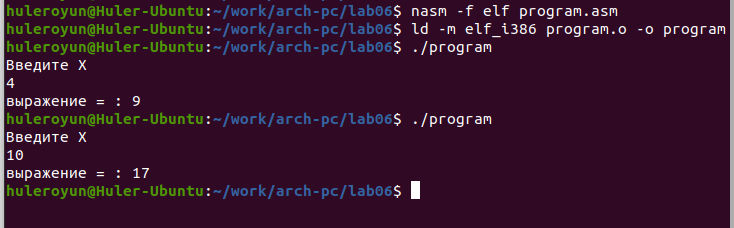 huleroyun@Huler-Ubuntu:~/work/arch-pc/lab06$ nasm -f elf program.asm
huleroyun@Huler-Ubuntu:~/work/arch-pc/lab06$ ld -m elf_i386 program.o -o program
huleroyun@Huler-Ubuntu:~/work/arch-pc/lab06$ ./program
Введите X
4
выражение = : 9
huleroyun@Huler-Ubuntu:~/work/arch-pc/lab06$ ./program
Введите X
10
выражение = : 17
huleroyun@Huler-Ubuntu:~/work/arch-pc/lab06$